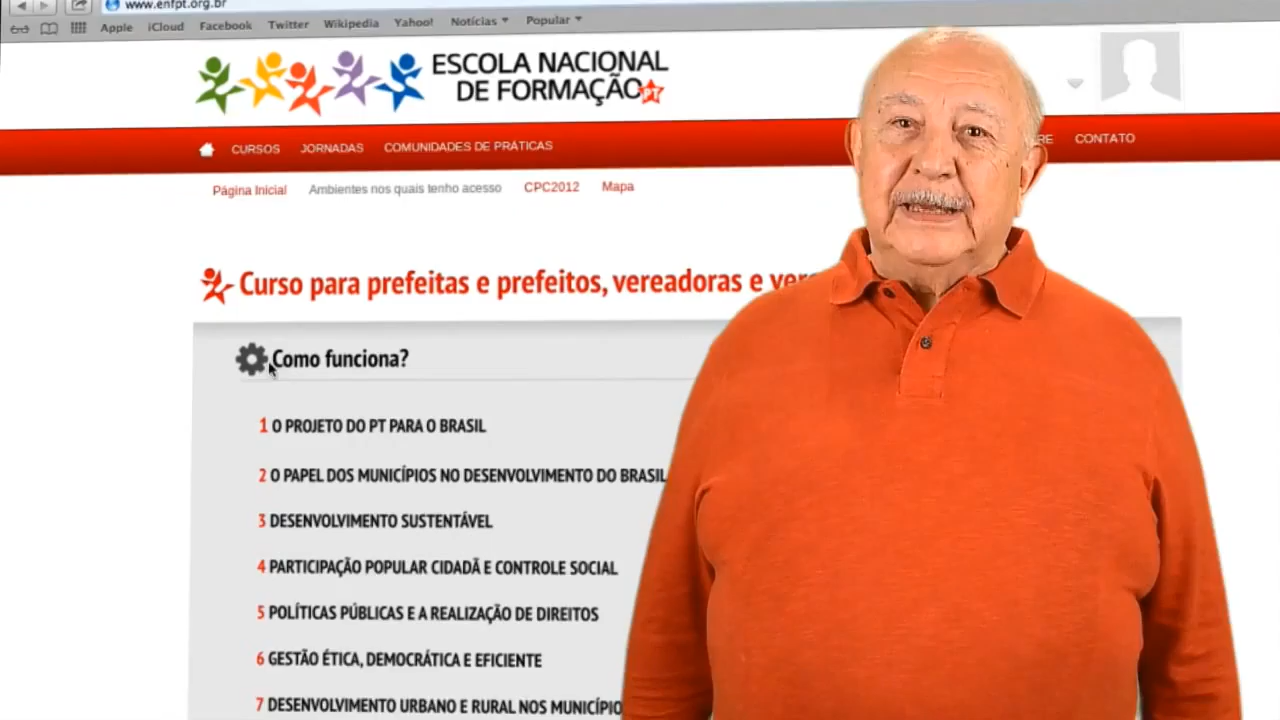 www.enfpt.org.br
Apple iCloud Facebook Twitter Wikipedia Yahoo! Notícias Popular
ESCOLA NACIONAL
DE FORMAÇÃO PT
CURSOS JORNADAS COMUNIDADES DE PRÁTICAS CONTATO
Página Inicial Ambientes nos quais tenho acesso CPC2012 Mapa
Curso para prefeitas e prefeitos, vereadoras e
Como funciona?
1 O PROJETO DO PT PARA O BRASIL
2 O PAPEL DOS MUNICÍPIOS NO DESENVOLVIMENTO DO BRASIL
3 DESENVOLVIMENTO SUSTENTÁVEL
4 PARTICIPAÇÃO POPULAR CIDADÃ E CONTROLE SOCIAL
5 POLÍTICAS PÚBLICAS E A REALIZAÇÃO DE DIREITOS
6 GESTÃO ÉTICA, DEMOCRÁTICA E EFICIENTE
7 DESENVOLVIMENTO URBANO E RURAL NOS MUNICÍPIO